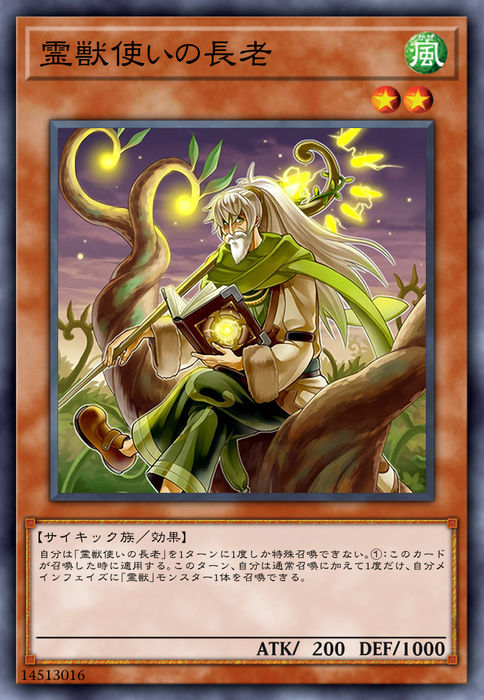 霊獣使いの長老
かぜ
風
【サイキック族／効果】
自分は「霊獣使いの長老」を1ターンに1度しか特殊召喚できない。①:このカード
が召喚した時に適用する。このターン、自分は通常召喚に加えて1度だけ、自分メ
インフェイズに「霊獣」モンスター1体を召喚できる。
ATK/ 200 DEF/1000
14513016